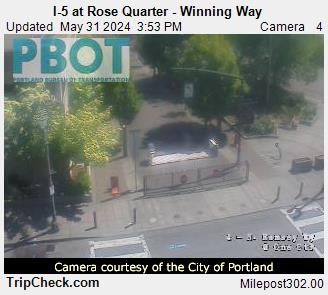 I-5 at Rose Quarter - Winning Way
Updated May 31 2024 3:53 PM Camera 4
PBOT
PORTLAND BUREAU OF TRANSPORTATION
Camera courtesy of the City of Portland
TripCheck.com Milepost302.00